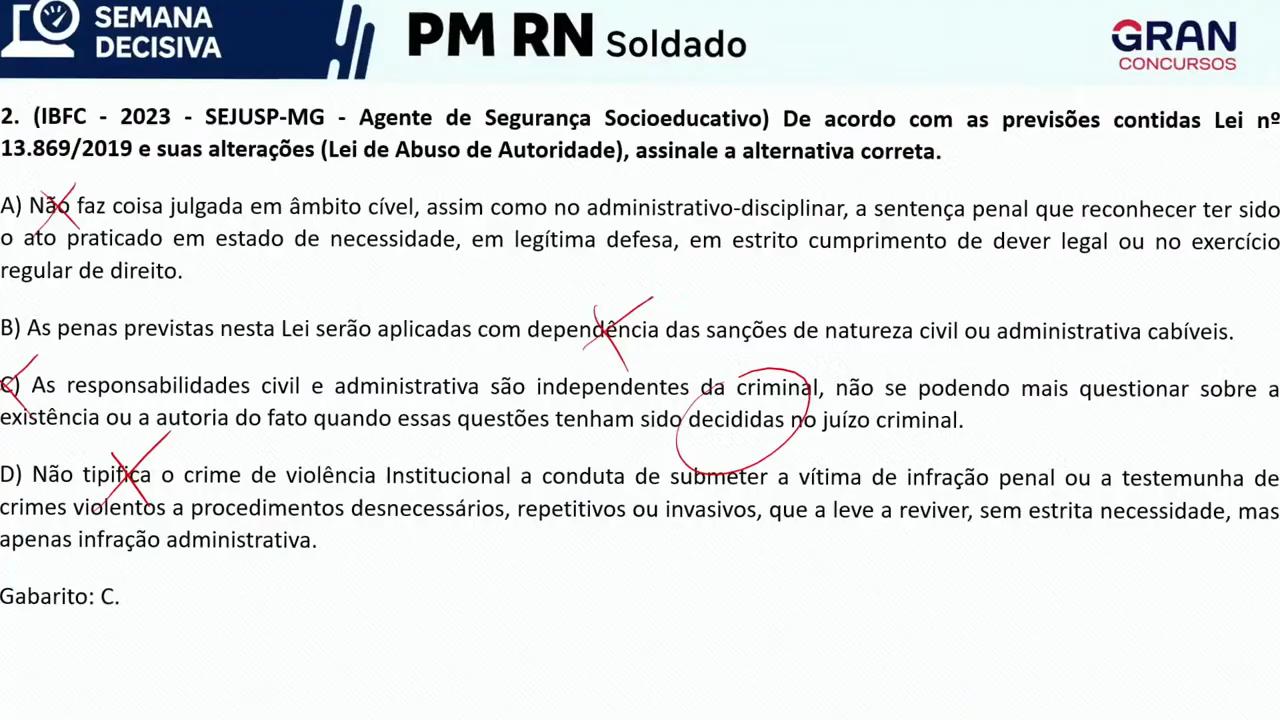 SEMANA
DECISIVA
PM RN Soldado
GRAN
CONCURSOS
2. (IBFC - 2023 - SEJUSP-MG - Agente de Segurança Socioeducativo) De acordo com as previsões contidas Lei nº
13.869/2019 e suas alterações (Lei de Abuso de Autoridade), assinale a alternativa correta.
A) Não faz coisa julgada em âmbito cível, assim como no administrativo-disciplinar, a sentença penal que reconhecer ter sido
o ato praticado em estado de necessidade, em legítima defesa, em estrito cumprimento de dever legal ou no exercício
regular de direito.
B) As penas previstas nesta Lei serão aplicadas com dependência das sanções de natureza civil ou administrativa cabíveis.
C) As responsabilidades civil e administrativa são independentes da criminal, não se podendo mais questionar sobre a
existência ou a autoria do fato quando essas questões tenham sido decididas no juízo criminal.
D) Não tipifica o crime de violência Institucional a conduta de submeter a vítima de infração penal ou a testemunha de
crimes violentos a procedimentos desnecessários, repetitivos ou invasivos, que a leve a reviver, sem estrita necessidade, mas
apenas infração administrativa.
Gabarito: C.